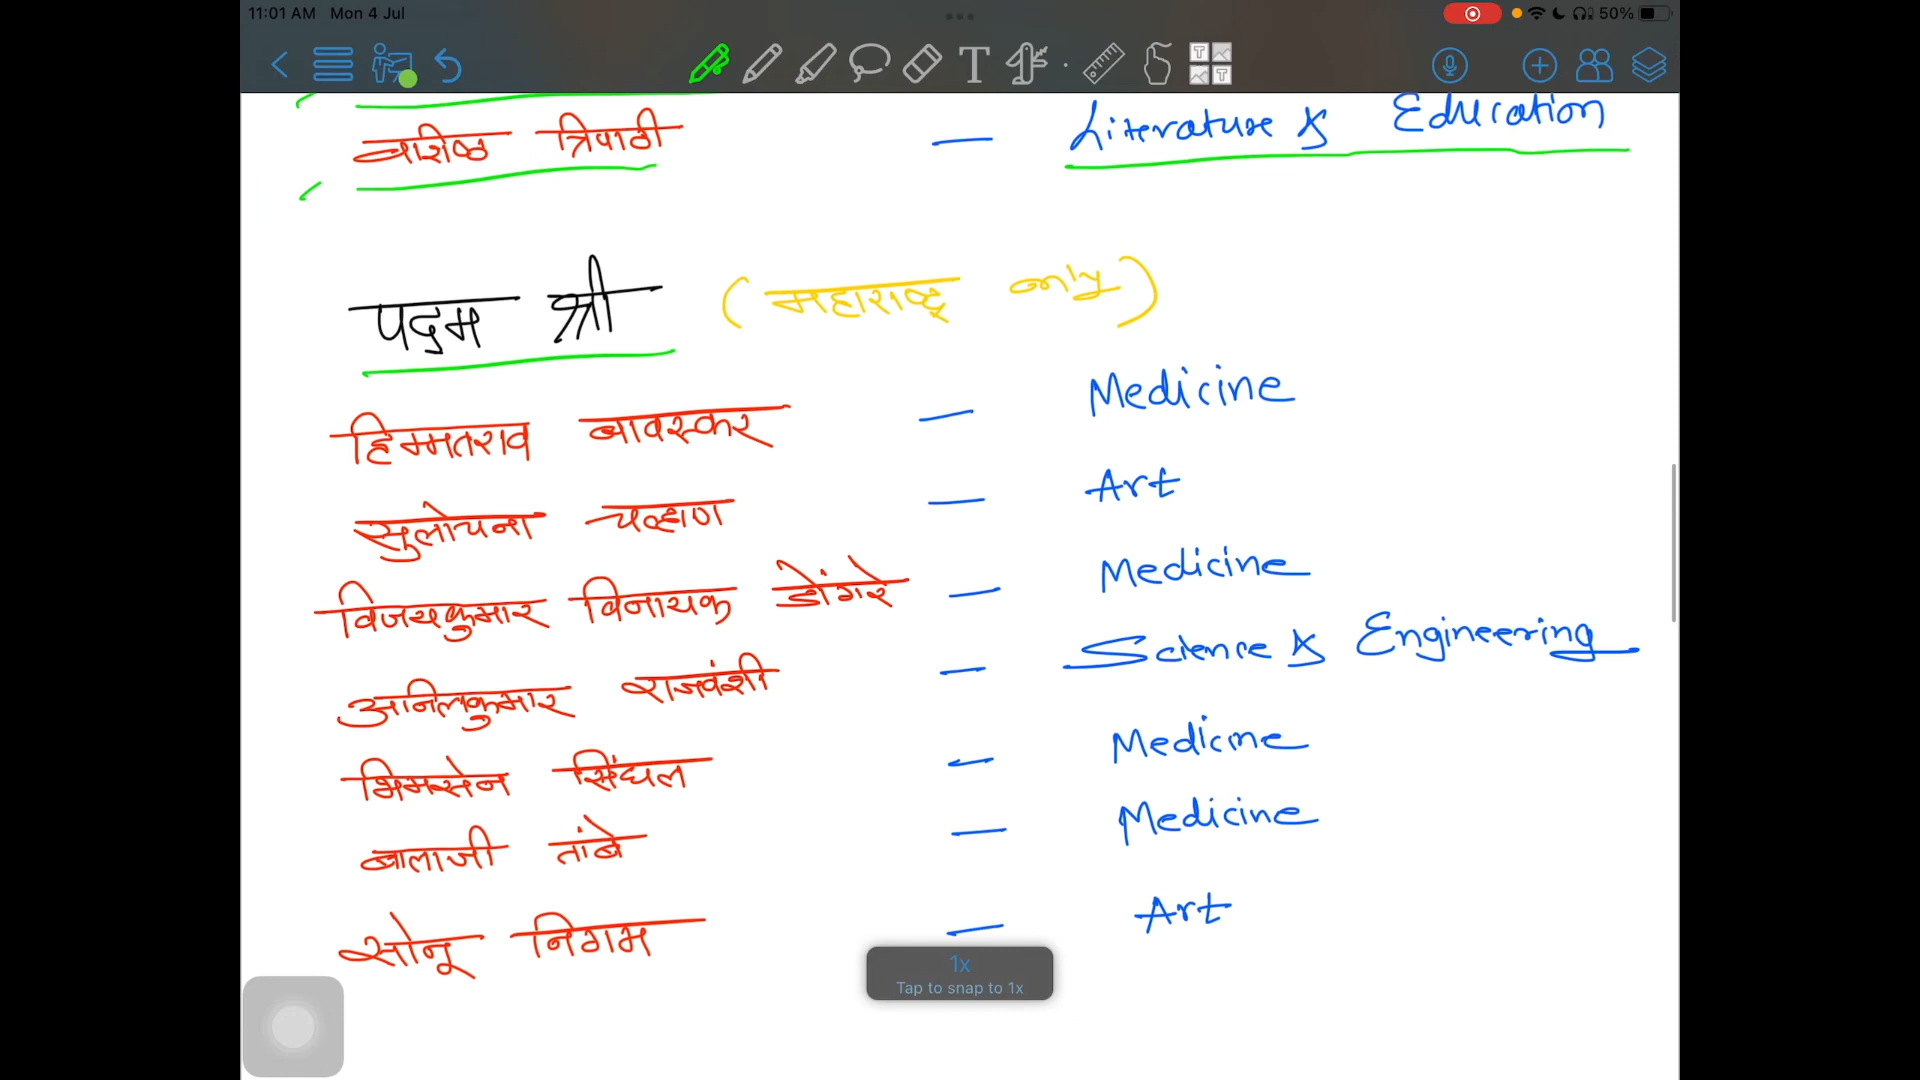 11:01 AM Mon 4 Jul 50%
वशिष्ठ त्रिपाठी — Literature & Education
पद्म श्री (महाराष्ट्र only)
हिम्मतराव बावस्कर — Medicine
सुलोचना चव्हाण — Art
विजयकुमार विनायक डोंगरे — Medicine
अनिलकुमार राजवंशी — Science & Engineering
भिमसेन सिंघल — Medicine
बालाजी तांबे — Medicine
सोनू निगम — Art
1x
Tap to snap to 1x